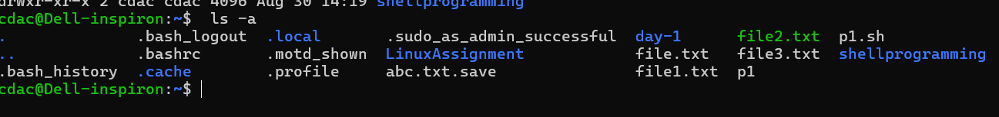 drwxr-xr-x 2 cdac cdac 4096 Aug 30 14:19 shellprogramming
cdac@Dell-inspiron:~$  ls -a
.              .bash_logout  .local       .sudo_as_admin_successful  day-1      file2.txt  p1.sh
..             .bashrc       .motd_shown  LinuxAssignment            file.txt   file3.txt  shellprogramming
.bash_history  .cache        .profile     abc.txt.save               file1.txt  p1
cdac@Dell-inspiron:~$